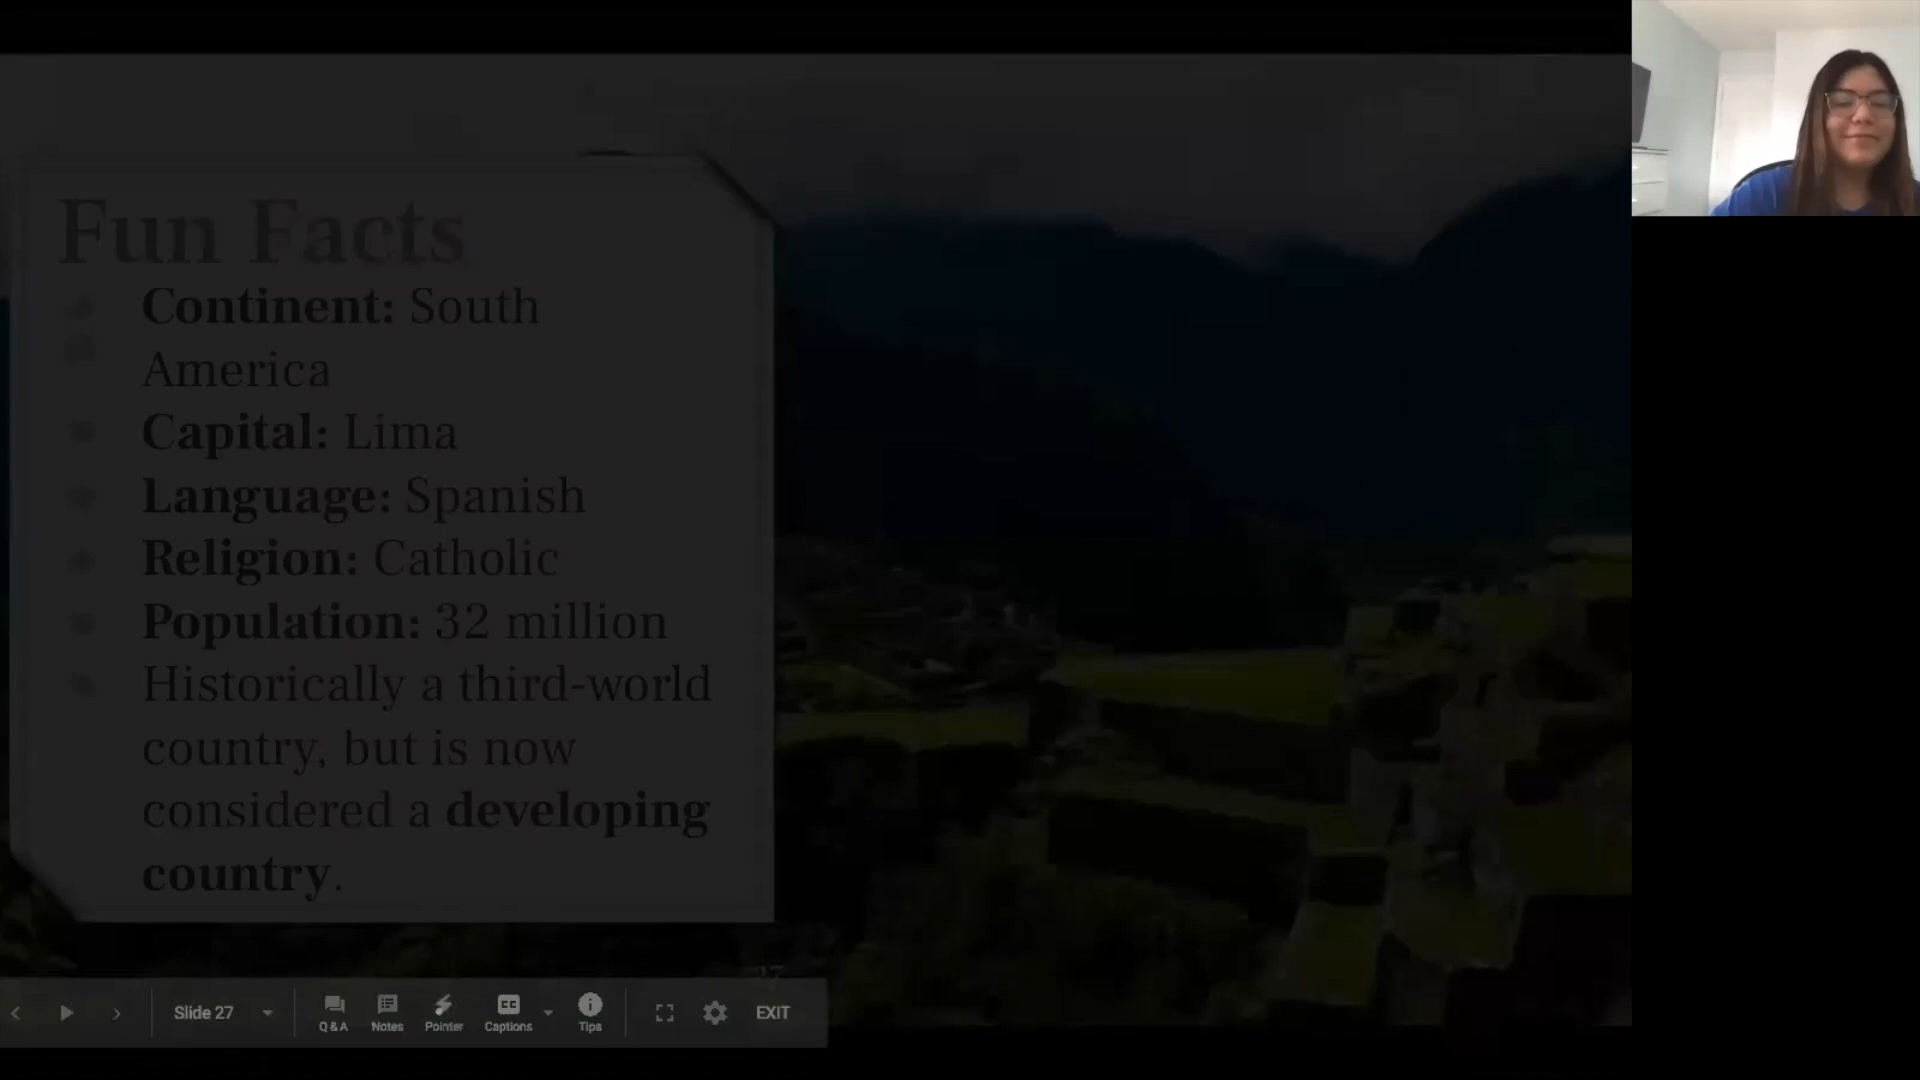 Fun Facts
Continent: South
America
Capital: Lima
Language: Spanish
Religion: Catholic
Population: 32 million
Historically a third-world
country, but is now
considered a developing
country.
27
Slide 27
Q & A
Notes
Pointer
Captions
Tips
EXIT